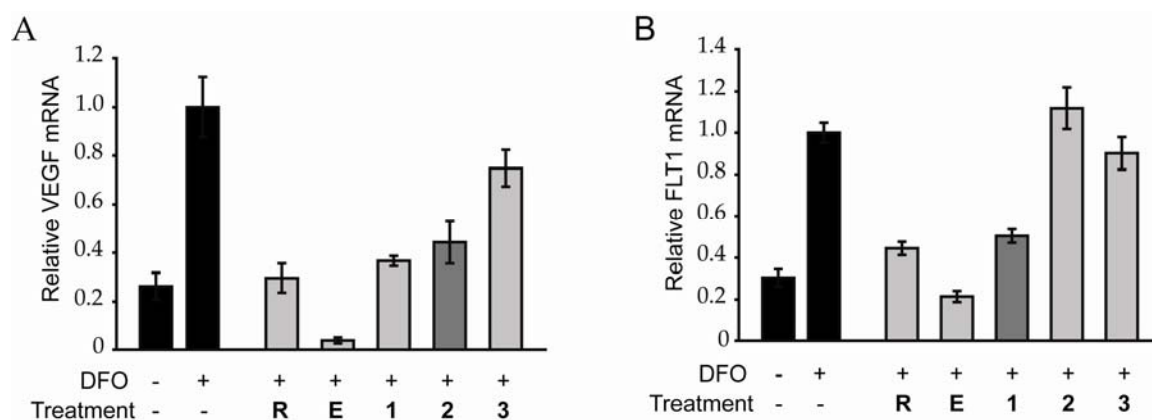 A
Relative VEGF mRNA
1.2
1.0
0.8
0.6
0.4
0.2
0
DFO - + + + + + +
Treatment - - R E 1 2 3
B
Relative FLT1 mRNA
1.4
1.2
1.0
0.8
0.6
0.4
0.2
0
DFO - + + + + + +
Treatment - - R E 1 2 3